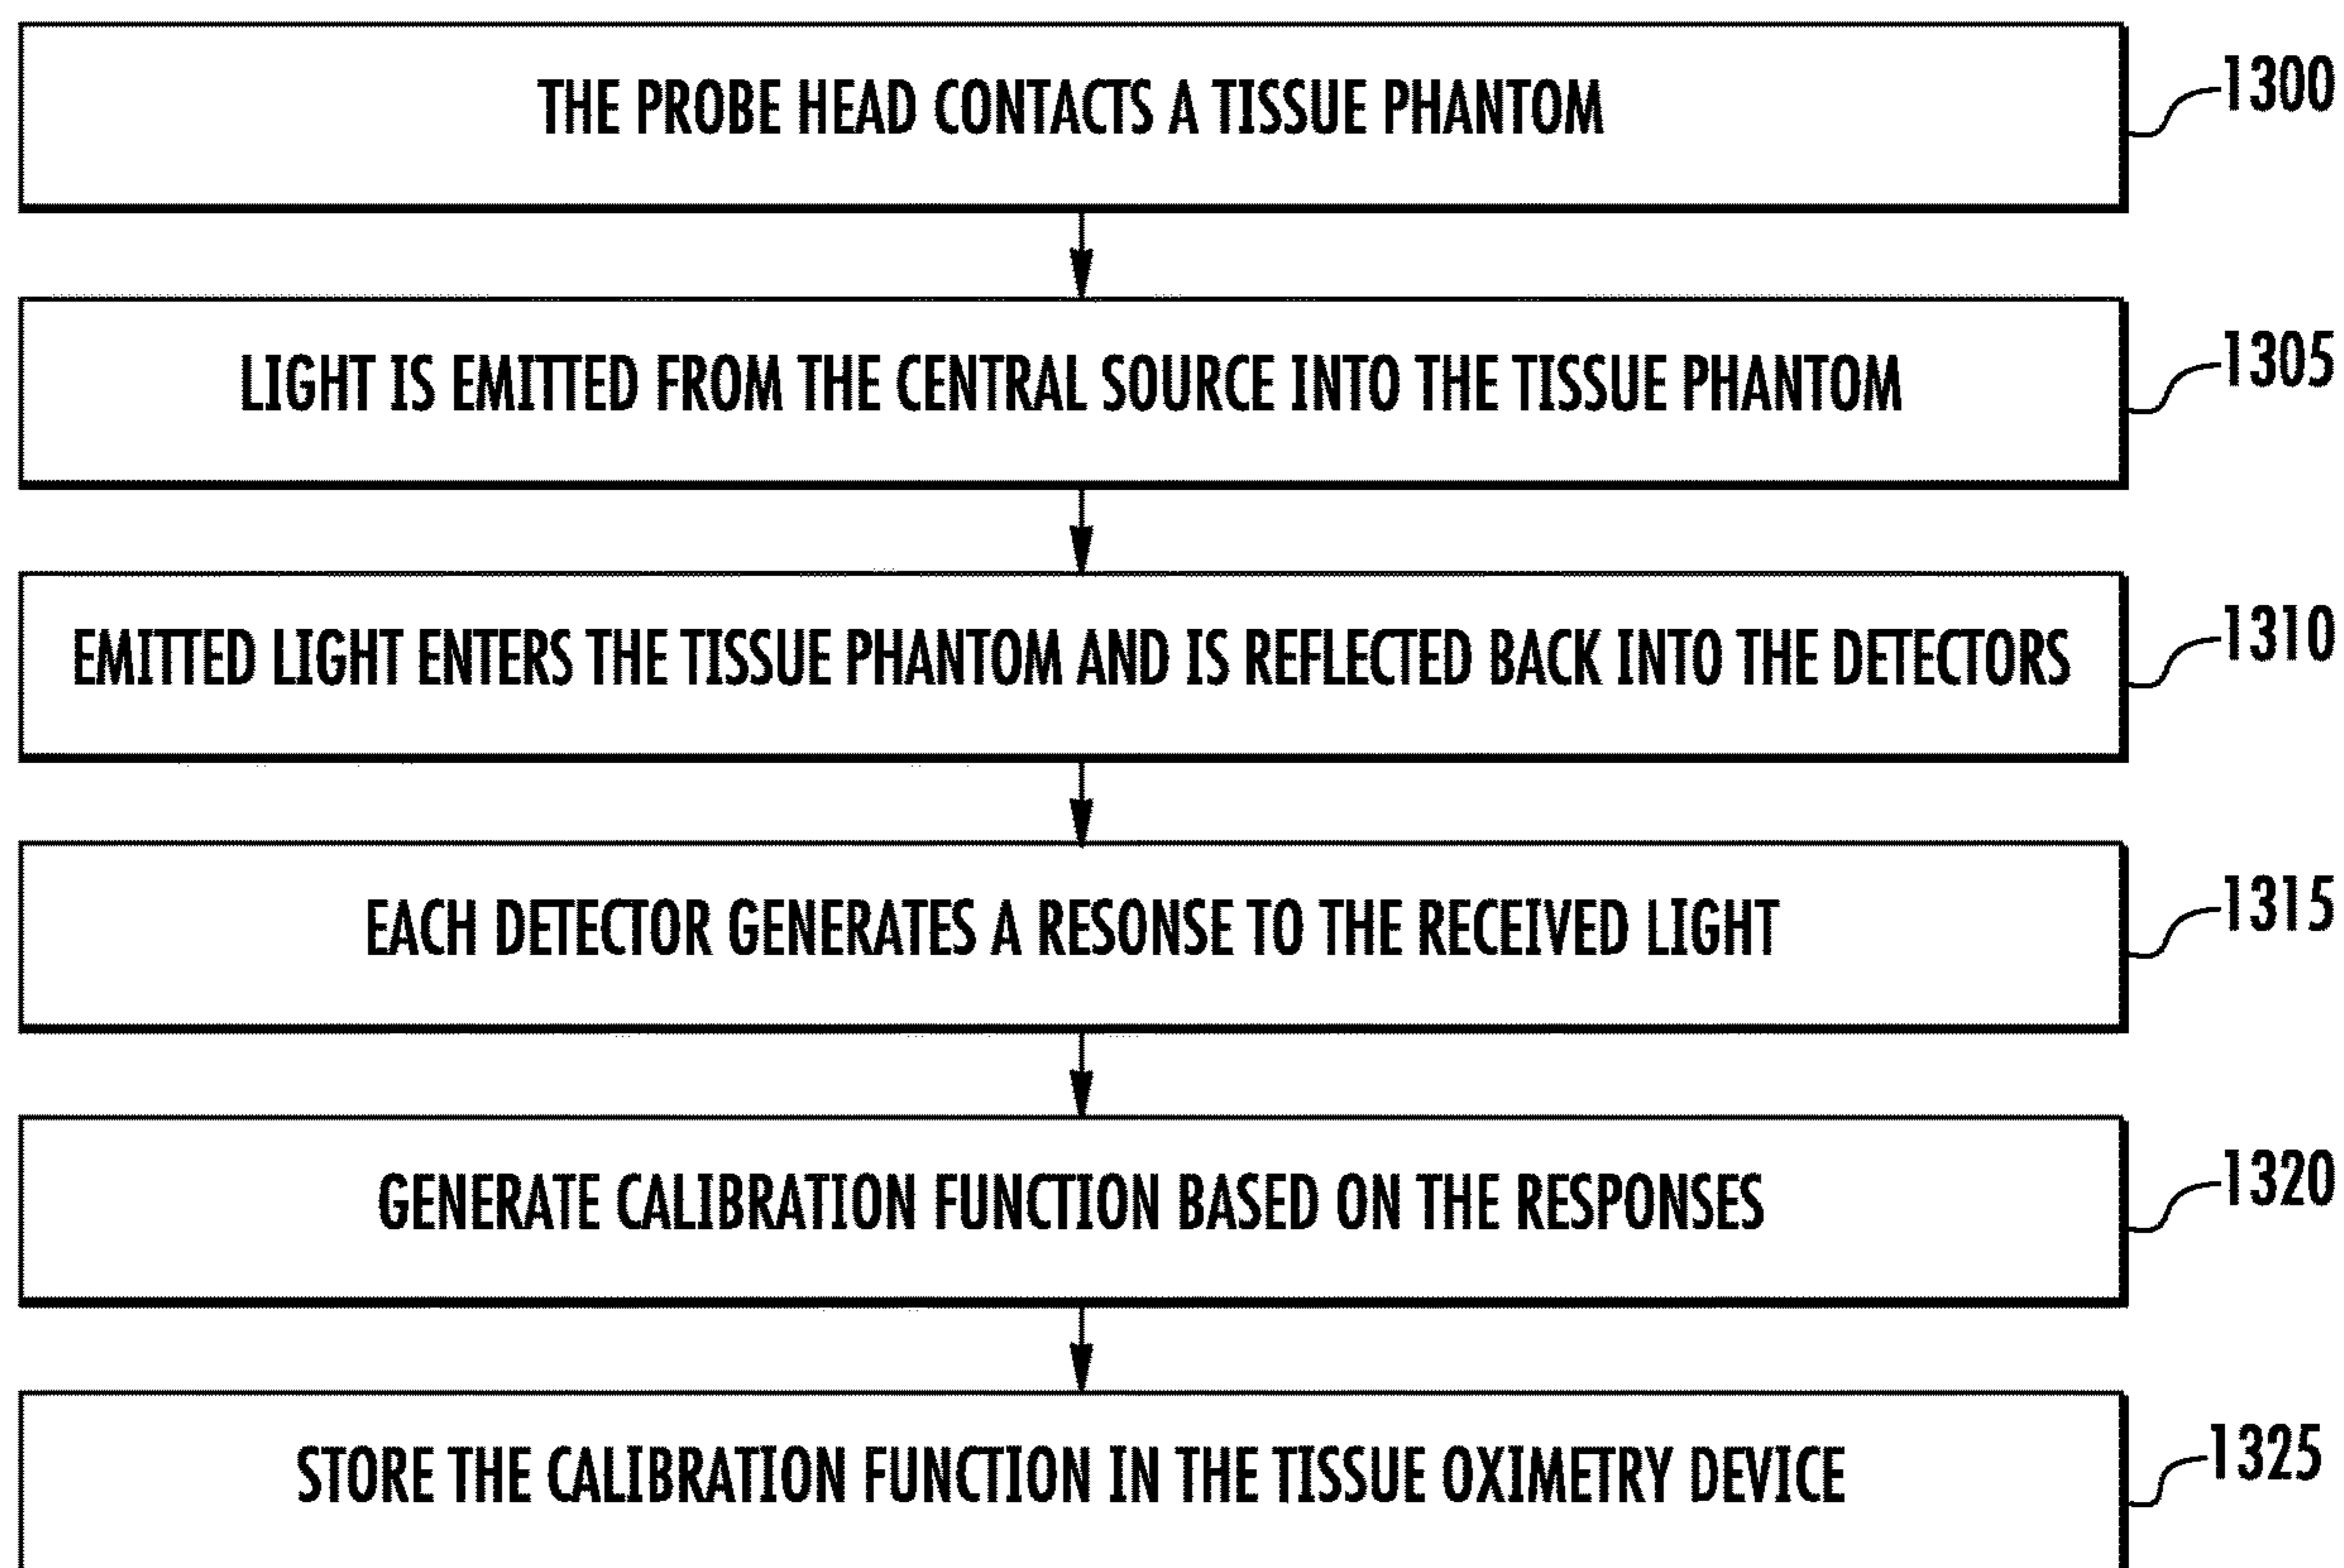 THE PROBE HEAD CONTACTS A TISSUE PHANTOM
1300
LIGHT IS EMITTED FROM THE CENTRAL SOURCE INTO THE TISSUE PHANTOM
1305
EMITTED LIGHT ENTERS THE TISSUE PHANTOM AND IS REFLECTED BACK INTO THE DETECTORS
1310
EACH DETECTOR GENERATES A RESONSE TO THE RECEIVED LIGHT
1315
GENERATE CALIBRATION FUNCTION BASED ON THE RESPONSES
1320
STORE THE CALIBRATION FUNCTION IN THE TISSUE OXIMETRY DEVICE
1325